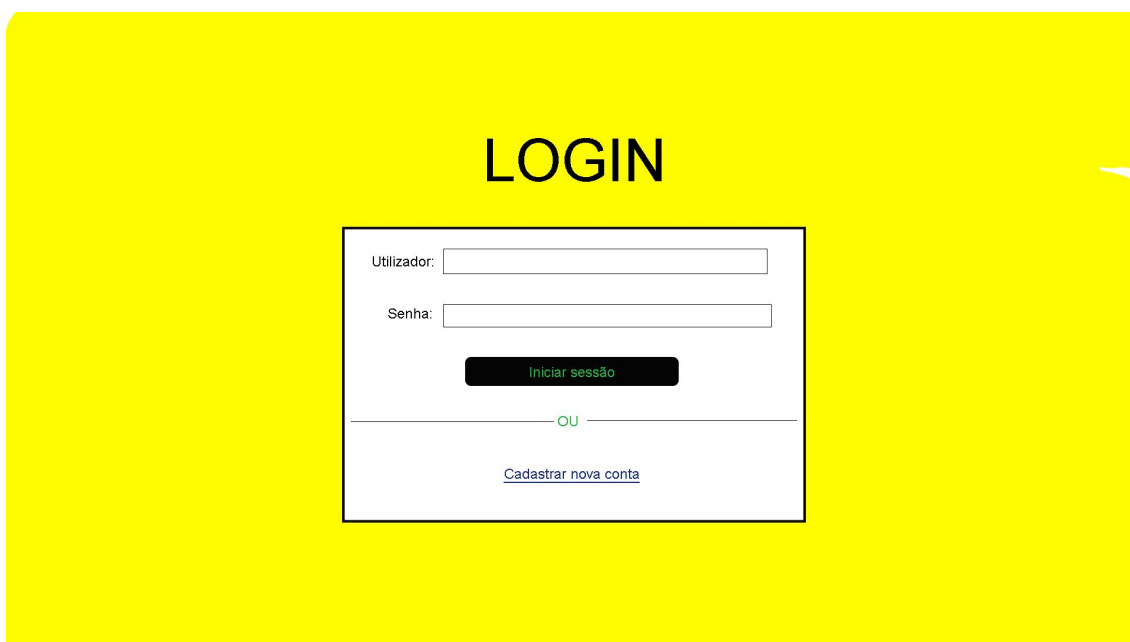 LOGIN
Utilizador:
Senha:
Iniciar sessão
OU
Cadastrar nova conta